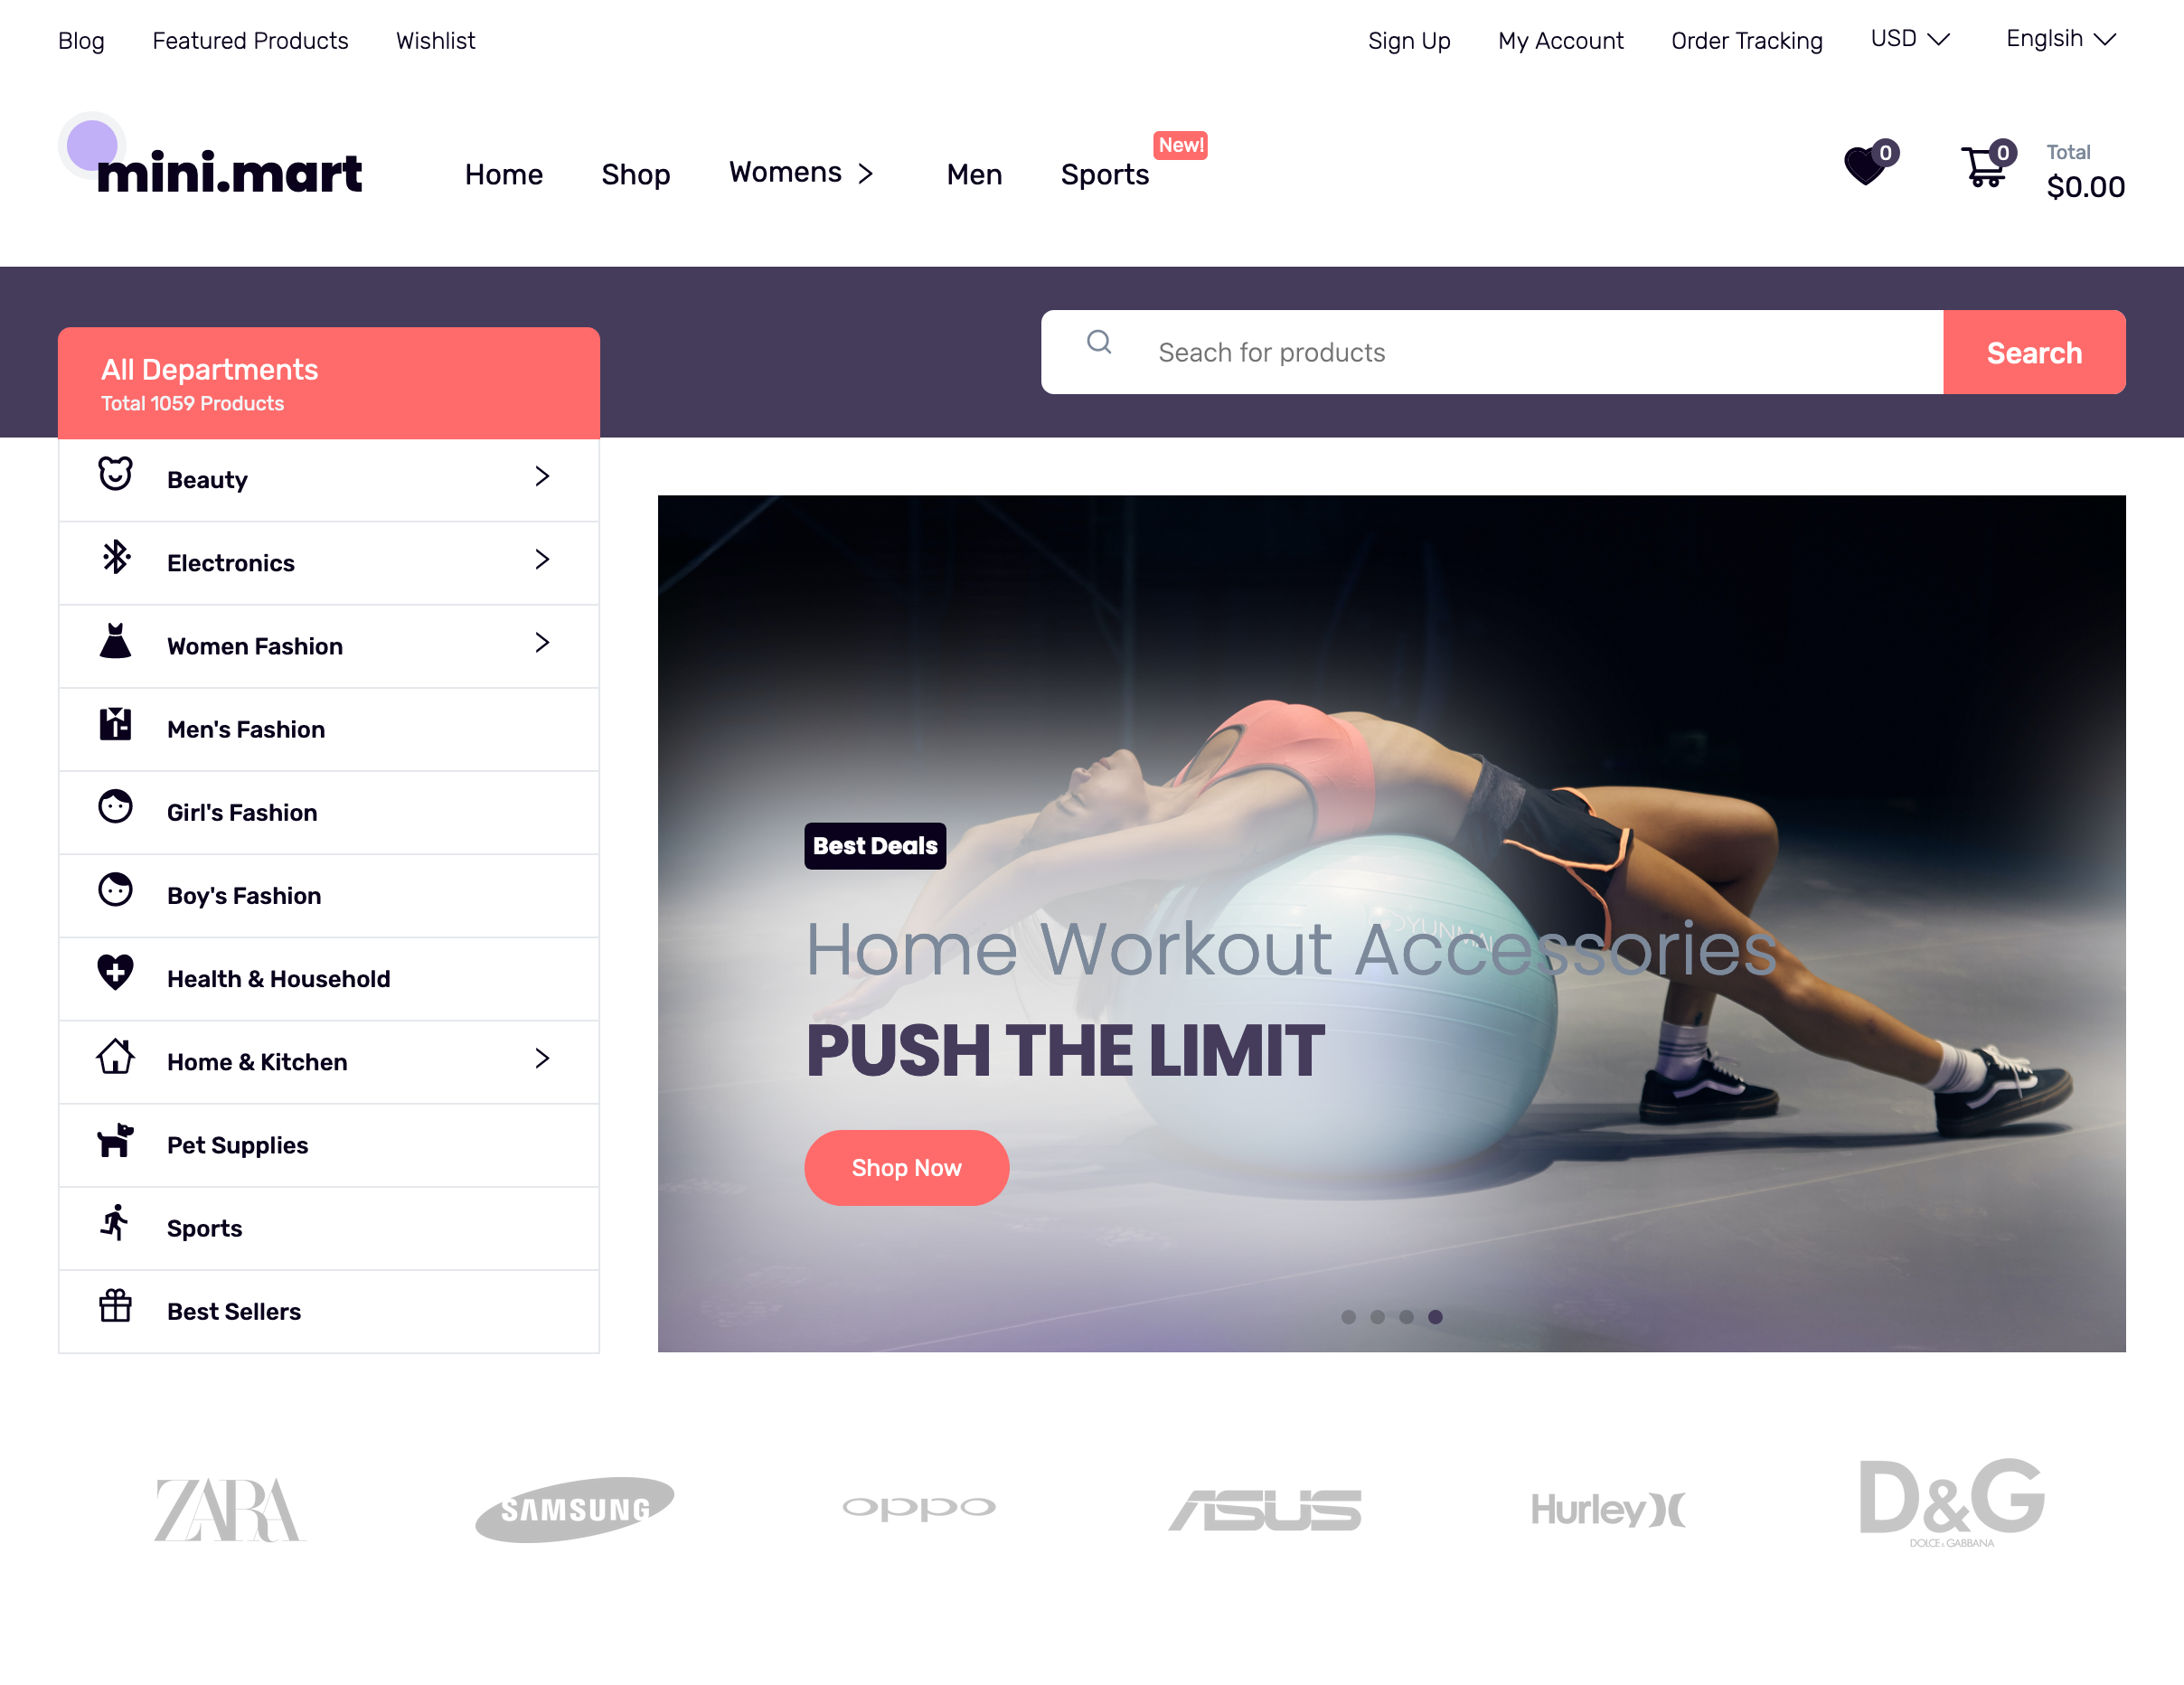 Blog Featured Products Wishlist Sign Up My Account Order Tracking USD Englsih
mini.mart Home Shop Womens Men Sports New! 0 0 Total
$0.00
Seach for products Search
All Departments
Total 1059 Products
Beauty
Electronics
Women Fashion
Men's Fashion
Girl's Fashion
Boy's Fashion
Health & Household
Home & Kitchen
Pet Supplies
Sports
Best Sellers
Best Deals
YUNMAI
Home Workout Accessories
PUSH THE LIMIT
Shop Now
ZARA SAMSUNG oppo ASUS Hurley D&G
DOLCE & GABBANA